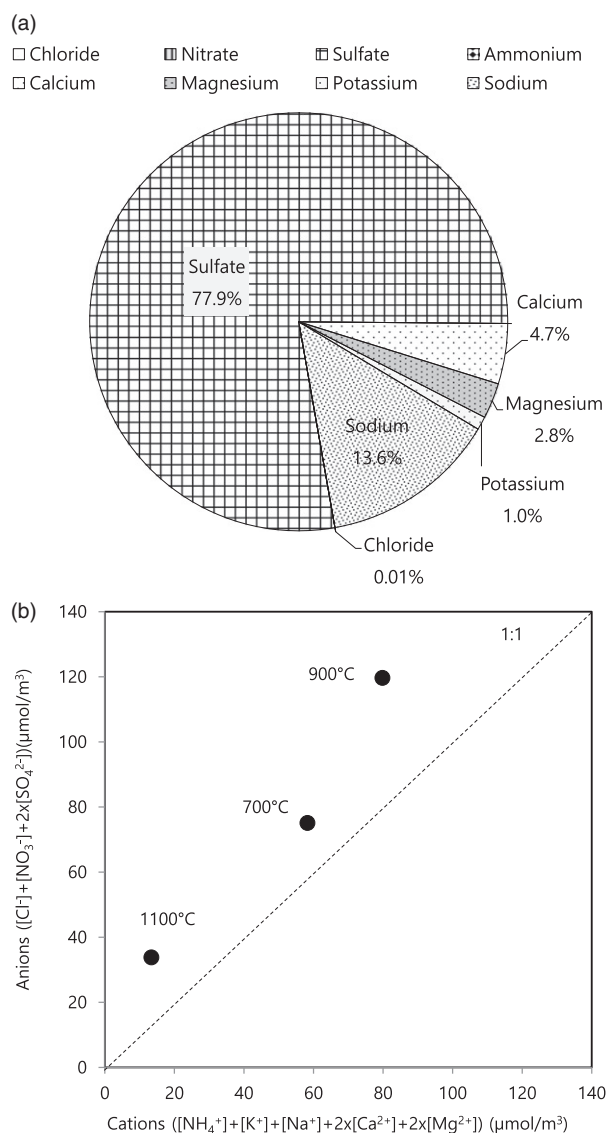 (a)
Chloride Nitrate Sulfate Ammonium
Calcium Magnesium Potassium Sodium
Sulfate
77.9%
Calcium
4.7%
Magnesium
2.8%
Sodium
13.6%
Potassium
1.0%
Chloride
0.01%
(b)
140
120
100
80
60
40
20
0
Anions ([Cl⁻]+[NO₃⁻]+2x[SO₄²⁻])(μmol/m³)
1:1
900°C
700°C
1100°C
0 20 40 60 80 100 120 140
Cations ([NH₄⁺]+[K⁺]+[Na⁺]+2x[Ca²⁺]+2x[Mg²⁺]) (μmol/m³)